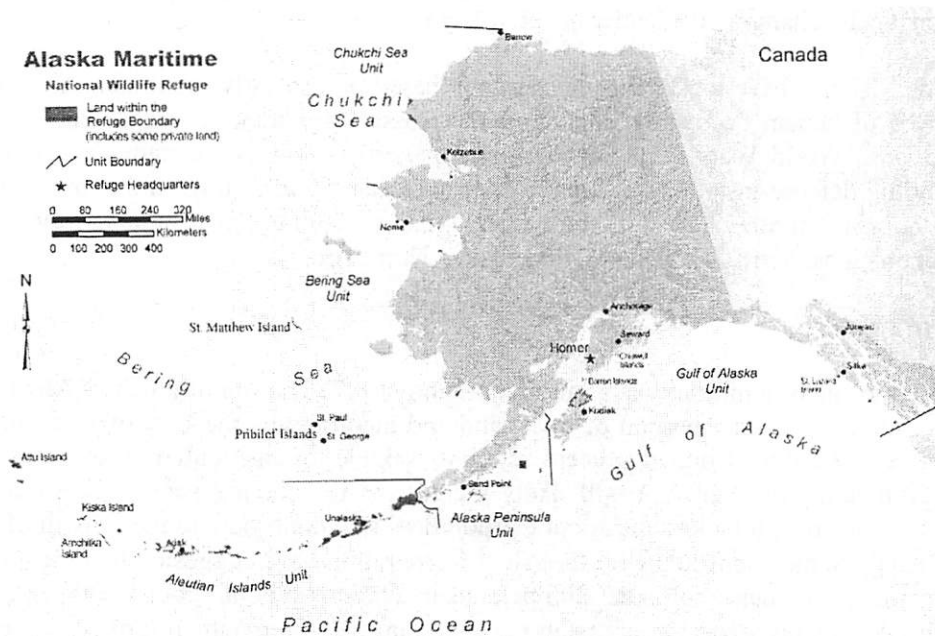 Alaska Maritime
National Wildlife Refuge
Land within the
Refuge Boundary
(includes some private land)
Unit Boundary
Refuge Headquarters
0 80 160 240 320
Miles
Kilometers
0 100 200 300 400
N
Chukchi Sea
Unit
Chukchi
Sea
Barrow
Canada
Kotzebue
Nome
Bering Sea
Unit
St. Matthew Island
Bering Sea
Anchorage
Seward
Homer
Chiswell
Islands
Barren Islands
Kodiak
Gulf of Alaska
Unit
Juneau
Sitka
St. Lazaria
Island
Gulf of Alaska
St. Paul
Pribilef Islands
St. George
Attu Island
Kiska Island
Amchitka
Island
Adak
Unalaska
Sand Point
Alaska Peninsula
Unit
Aleutian Islands Unit
Pacific Ocean